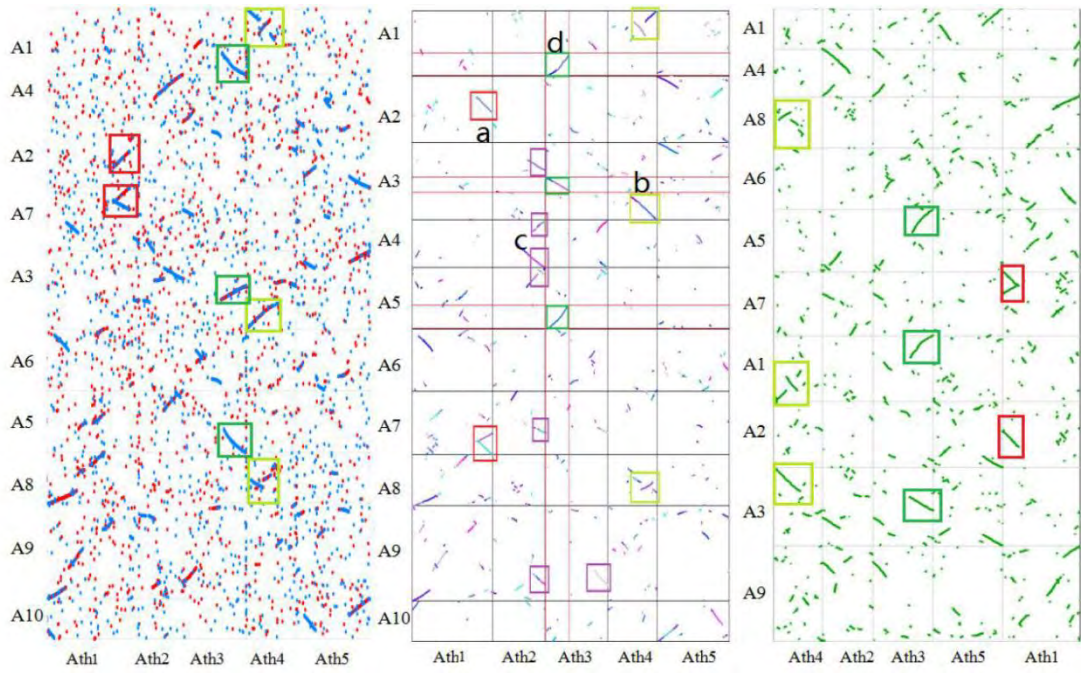 A1
A4
A2
A7
A3
A6
A5
A8
A9
A10
Ath1 Ath2 Ath3 Ath4 Ath5
A1
A2
A3
A4
A5
A6
A7
A8
A9
A10
d
a
b
c
Ath1 Ath2 Ath3 Ath4 Ath5
A1
A4
A8
A6
A5
A7
A1
A2
A3
A9
Ath4 Ath2 Ath3 Ath5 Ath1